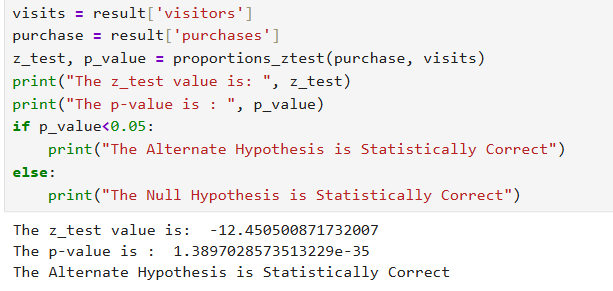 visits = result['visitors']
purchase = result['purchases']
z_test, p_value = proportions_ztest(purchase, visits)
print("The z_test value is: ", z_test)
print("The p-value is : ", p_value)
if p_value<0.05:
    print("The Alternate Hypothesis is Statistically Correct")
else:
    print("The Null Hypothesis is Statistically Correct")
The z_test value is:  -12.450500871732007
The p-value is :  1.3897028573513229e-35
The Alternate Hypothesis is Statistically Correct